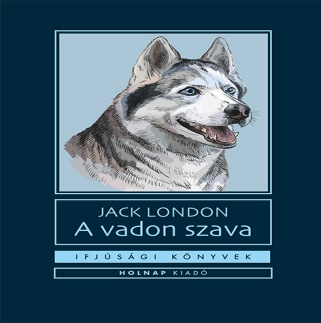 JACK LONDON
A vadon szava
IFJÚSÁGI KÖNYVEK
HOLNAP KIADÓ